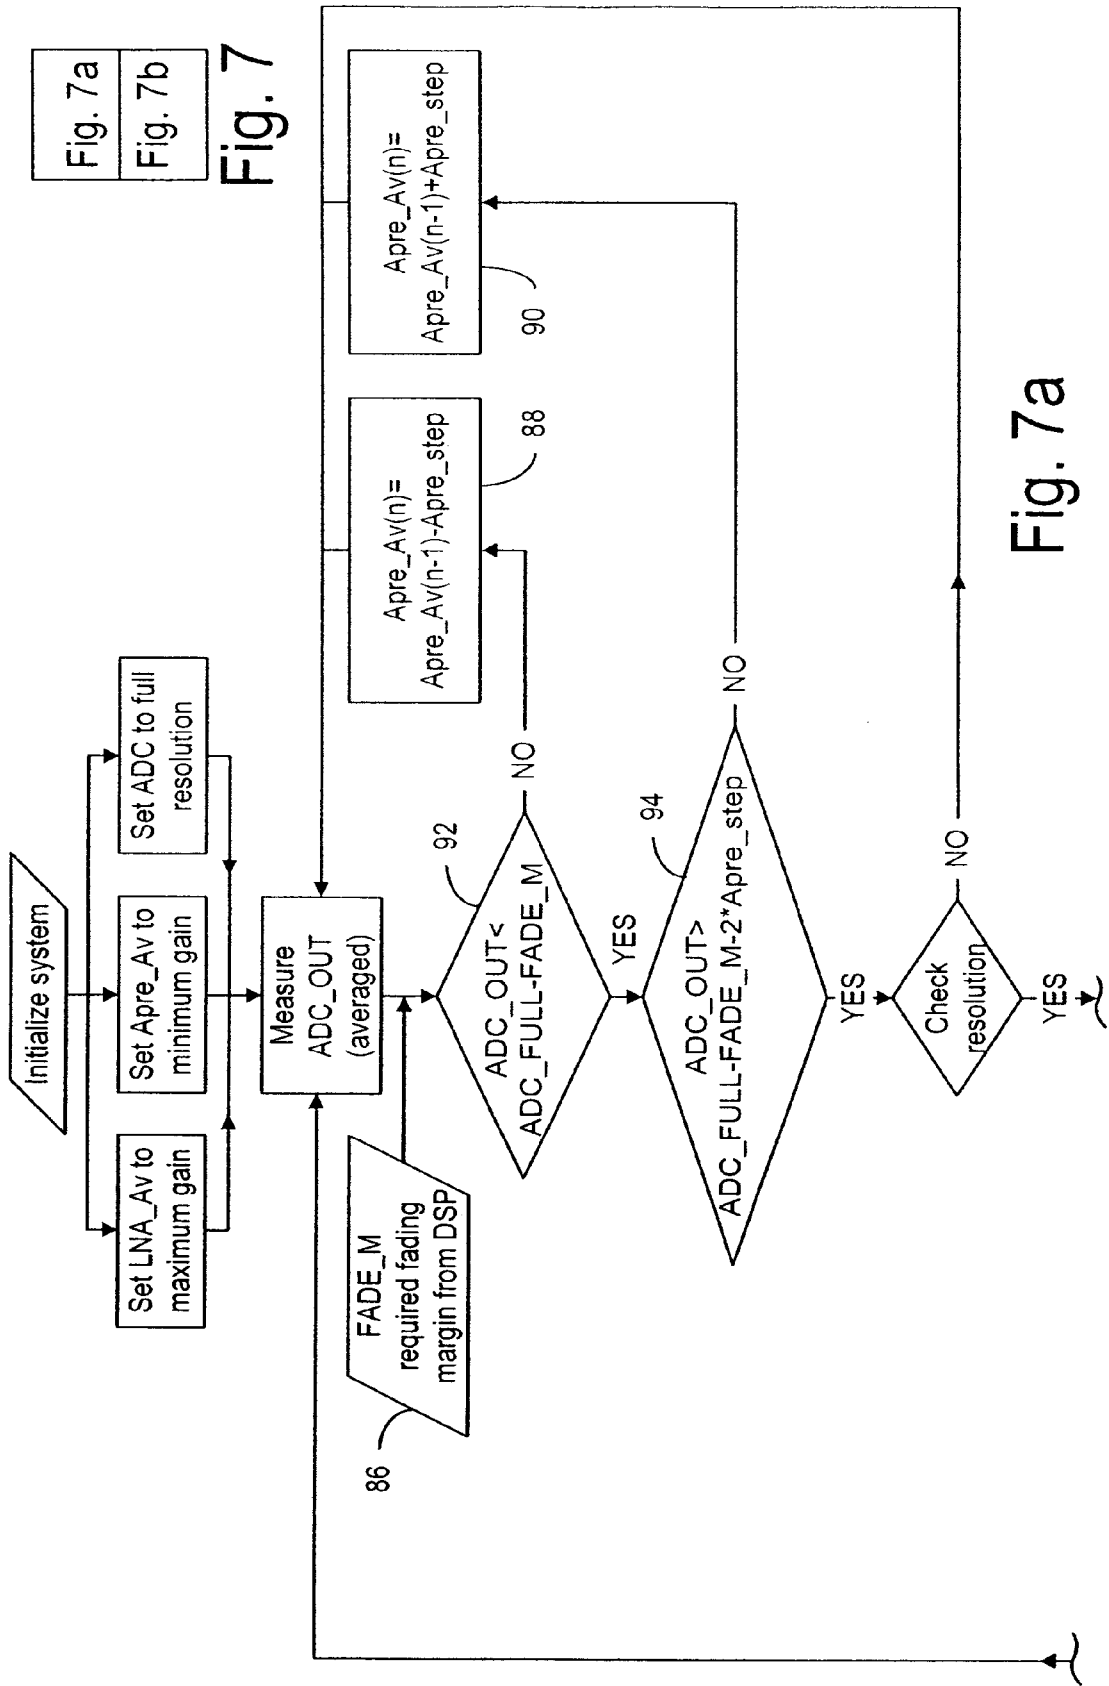 Fig. 7a
Fig. 7b
Fig. 7
Initialize system
Set LNA_Av to
maximum gain
Set Apre_Av to
minimum gain
Set ADC to full
resolution
Measure
ADC_OUT
(averaged)
FADE_M
required fading
margin from DSP
86
Apre_Av(n)=
Apre_Av(n-1)-Apre_step
88
Apre_Av(n)=
Apre_Av(n-1)+Apre_step
90
ADC_OUT<
ADC_FULL-FADE_M
92
NO
YES
ADC_OUT>
ADC_FULL-FADE_M-2*Apre_step
94
NO
YES
Check
resolution
NO
YES
Fig. 7a